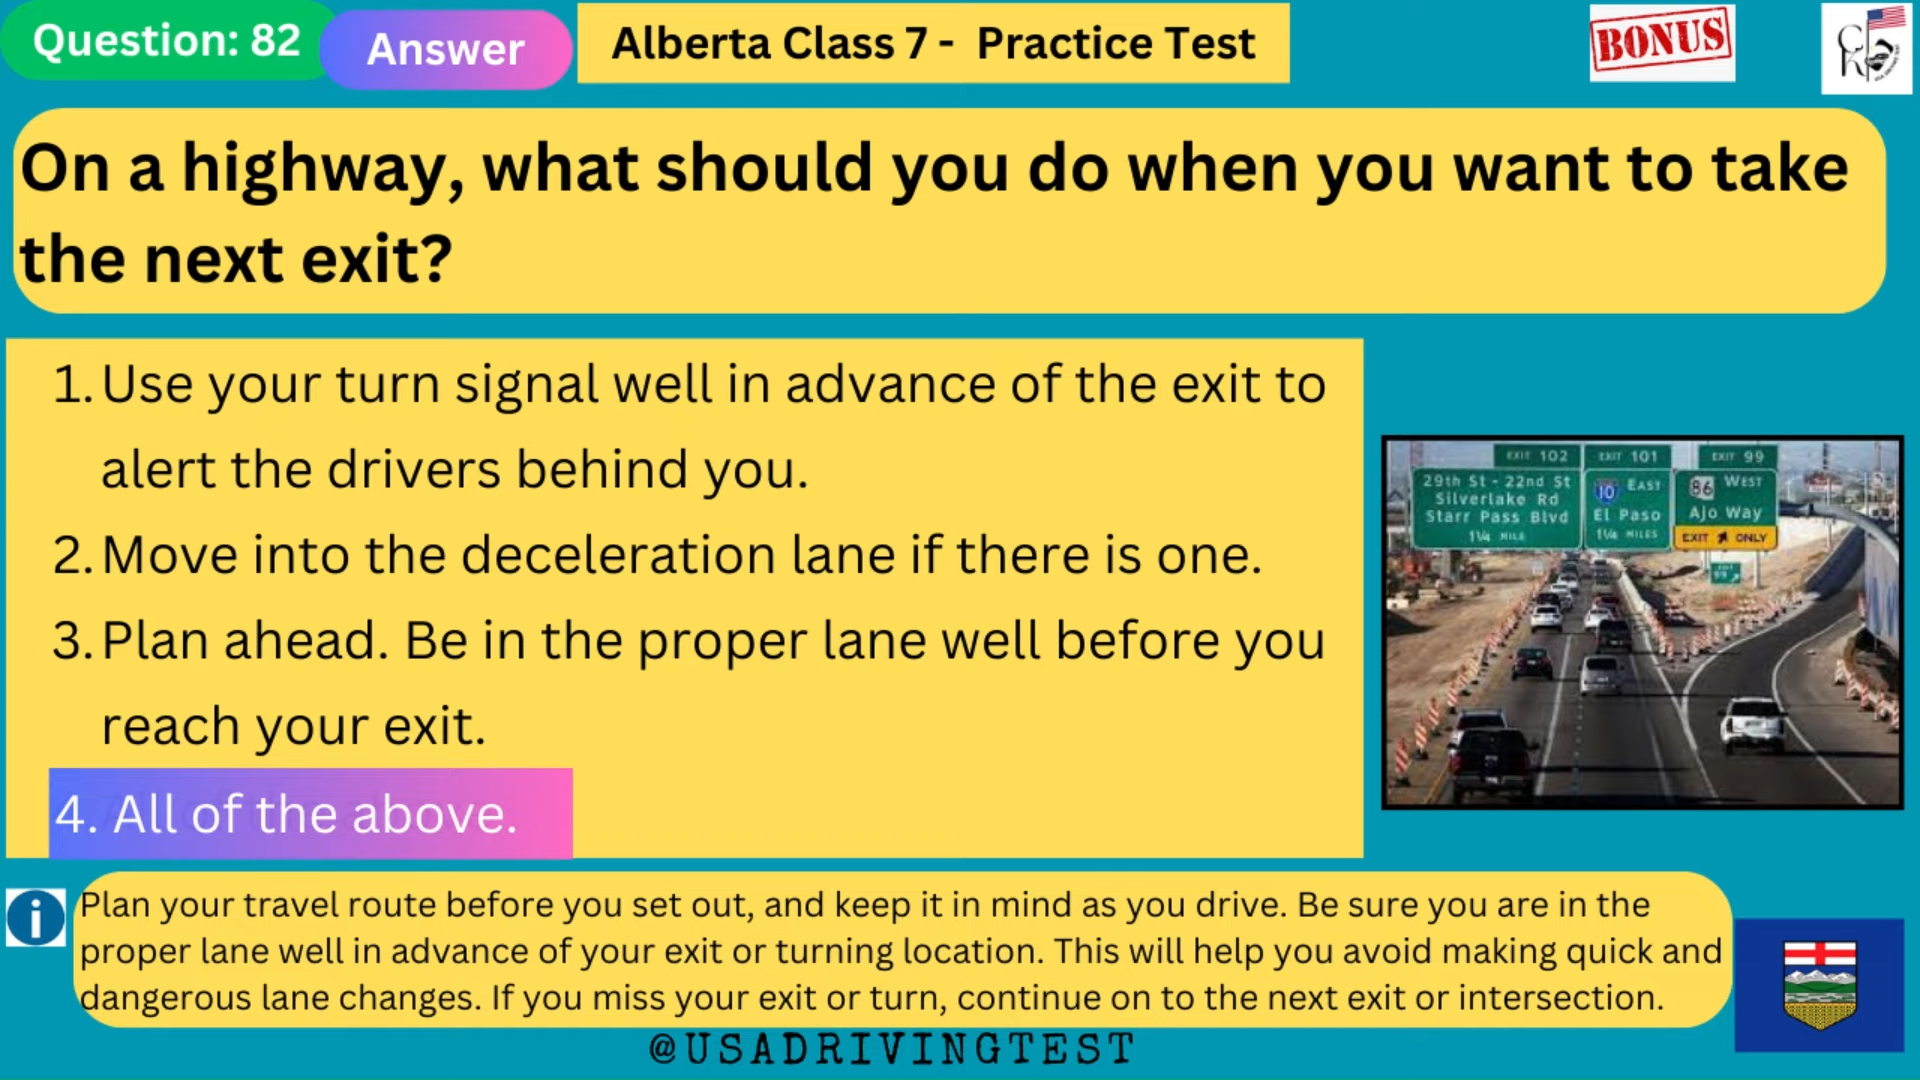 Question: 82
Answer
Alberta Class 7 - Practice Test
BONUS
On a highway, what should you do when you want to take
the next exit?
1. Use your turn signal well in advance of the exit to
alert the drivers behind you.
2. Move into the deceleration lane if there is one.
3. Plan ahead. Be in the proper lane well before you
reach your exit.
4. All of the above.
EXIT 102
29th St - 22nd St
Silverlake Rd
Starr Pass Blvd
1¼ MILE
EXIT 101
10 EAST
El Paso
1¼ MILES
EXIT 99
86 WEST
Ajo Way
EXIT ONLY
EXIT
99
i
Plan your travel route before you set out, and keep it in mind as you drive. Be sure you are in the
proper lane well in advance of your exit or turning location. This will help you avoid making quick and
dangerous lane changes. If you miss your exit or turn, continue on to the next exit or intersection.
@USADRIVINGTEST